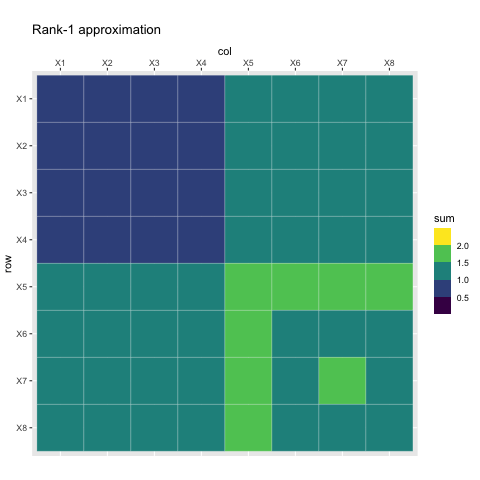 Rank-1 approximation
col
X1 X2 X3 X4 X5 X6 X7 X8
row
X1
X2
X3
X4
X5
X6
X7
X8
sum
2.0
1.5
1.0
0.5